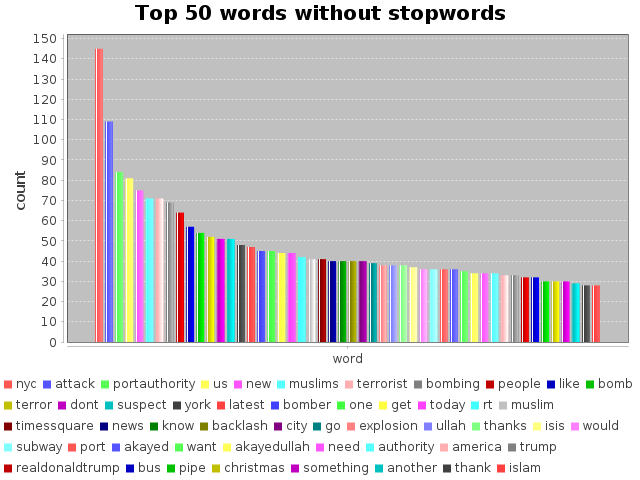 Top 50 words without stopwords
150
140
130
120
110
100
90
80
70
60
50
40
30
20
10
0
count
word
nyc attack portauthority us new muslims terrorist bombing people like bomb
terror dont suspect york latest bomber one get today rt muslim
timessquare news know backlash city go explosion ullah thanks isis would
subway port akayed want akayedullah need authority america trump
realdonaldtrump bus pipe christmas something another thank islam